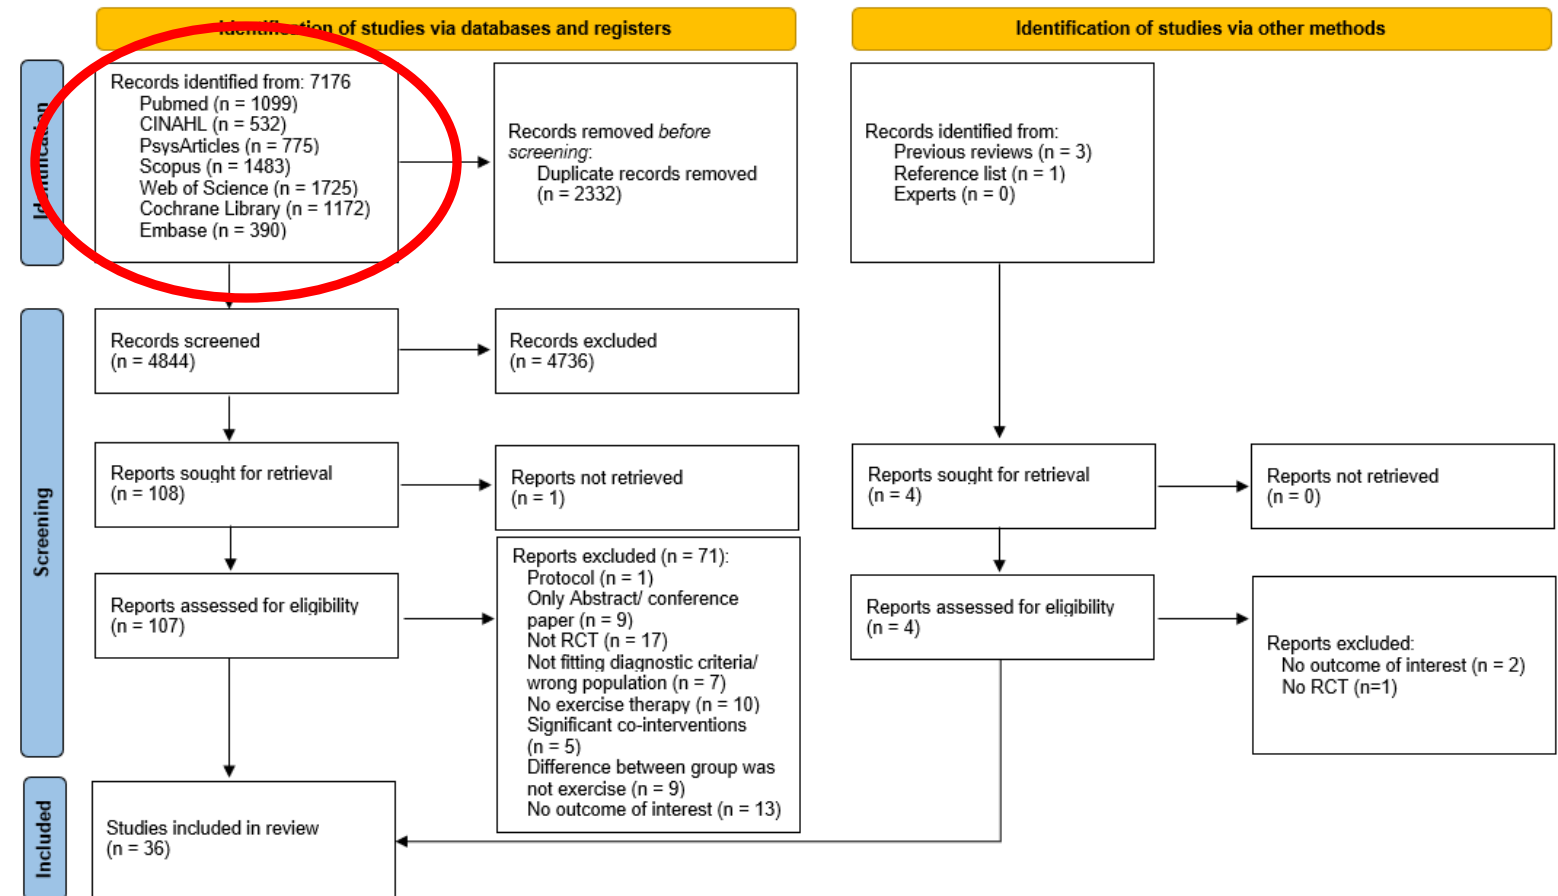 Identification of studies via databases and registers
Identification of studies via other methods
Identification
Records identified from: 7176
Pubmed (n = 1099)
CINAHL (n = 532)
PsysArticles (n = 775)
Scopus (n = 1483)
Web of Science (n = 1725)
Cochrane Library (n = 1172)
Embase (n = 390)
Records removed before
screening:
Duplicate records removed
(n = 2332)
Records identified from:
Previous reviews (n = 3)
Reference list (n = 1)
Experts (n = 0)
Screening
Records screened
(n = 4844)
Records excluded
(n = 4736)
Reports sought for retrieval
(n = 108)
Reports not retrieved
(n = 1)
Reports sought for retrieval
(n = 4)
Reports not retrieved
(n = 0)
Reports assessed for eligibility
(n = 107)
Reports excluded (n = 71):
Protocol (n = 1)
Only Abstract/ conference
paper (n = 9)
Not RCT (n = 17)
Not fitting diagnostic criteria/
wrong population (n = 7)
No exercise therapy (n = 10)
Significant co-interventions
(n = 5)
Difference between group was
not exercise (n = 9)
No outcome of interest (n = 13)
Reports assessed for eligibility
(n = 4)
Reports excluded:
No outcome of interest (n = 2)
No RCT (n=1)
Included
Studies included in review
(n = 36)